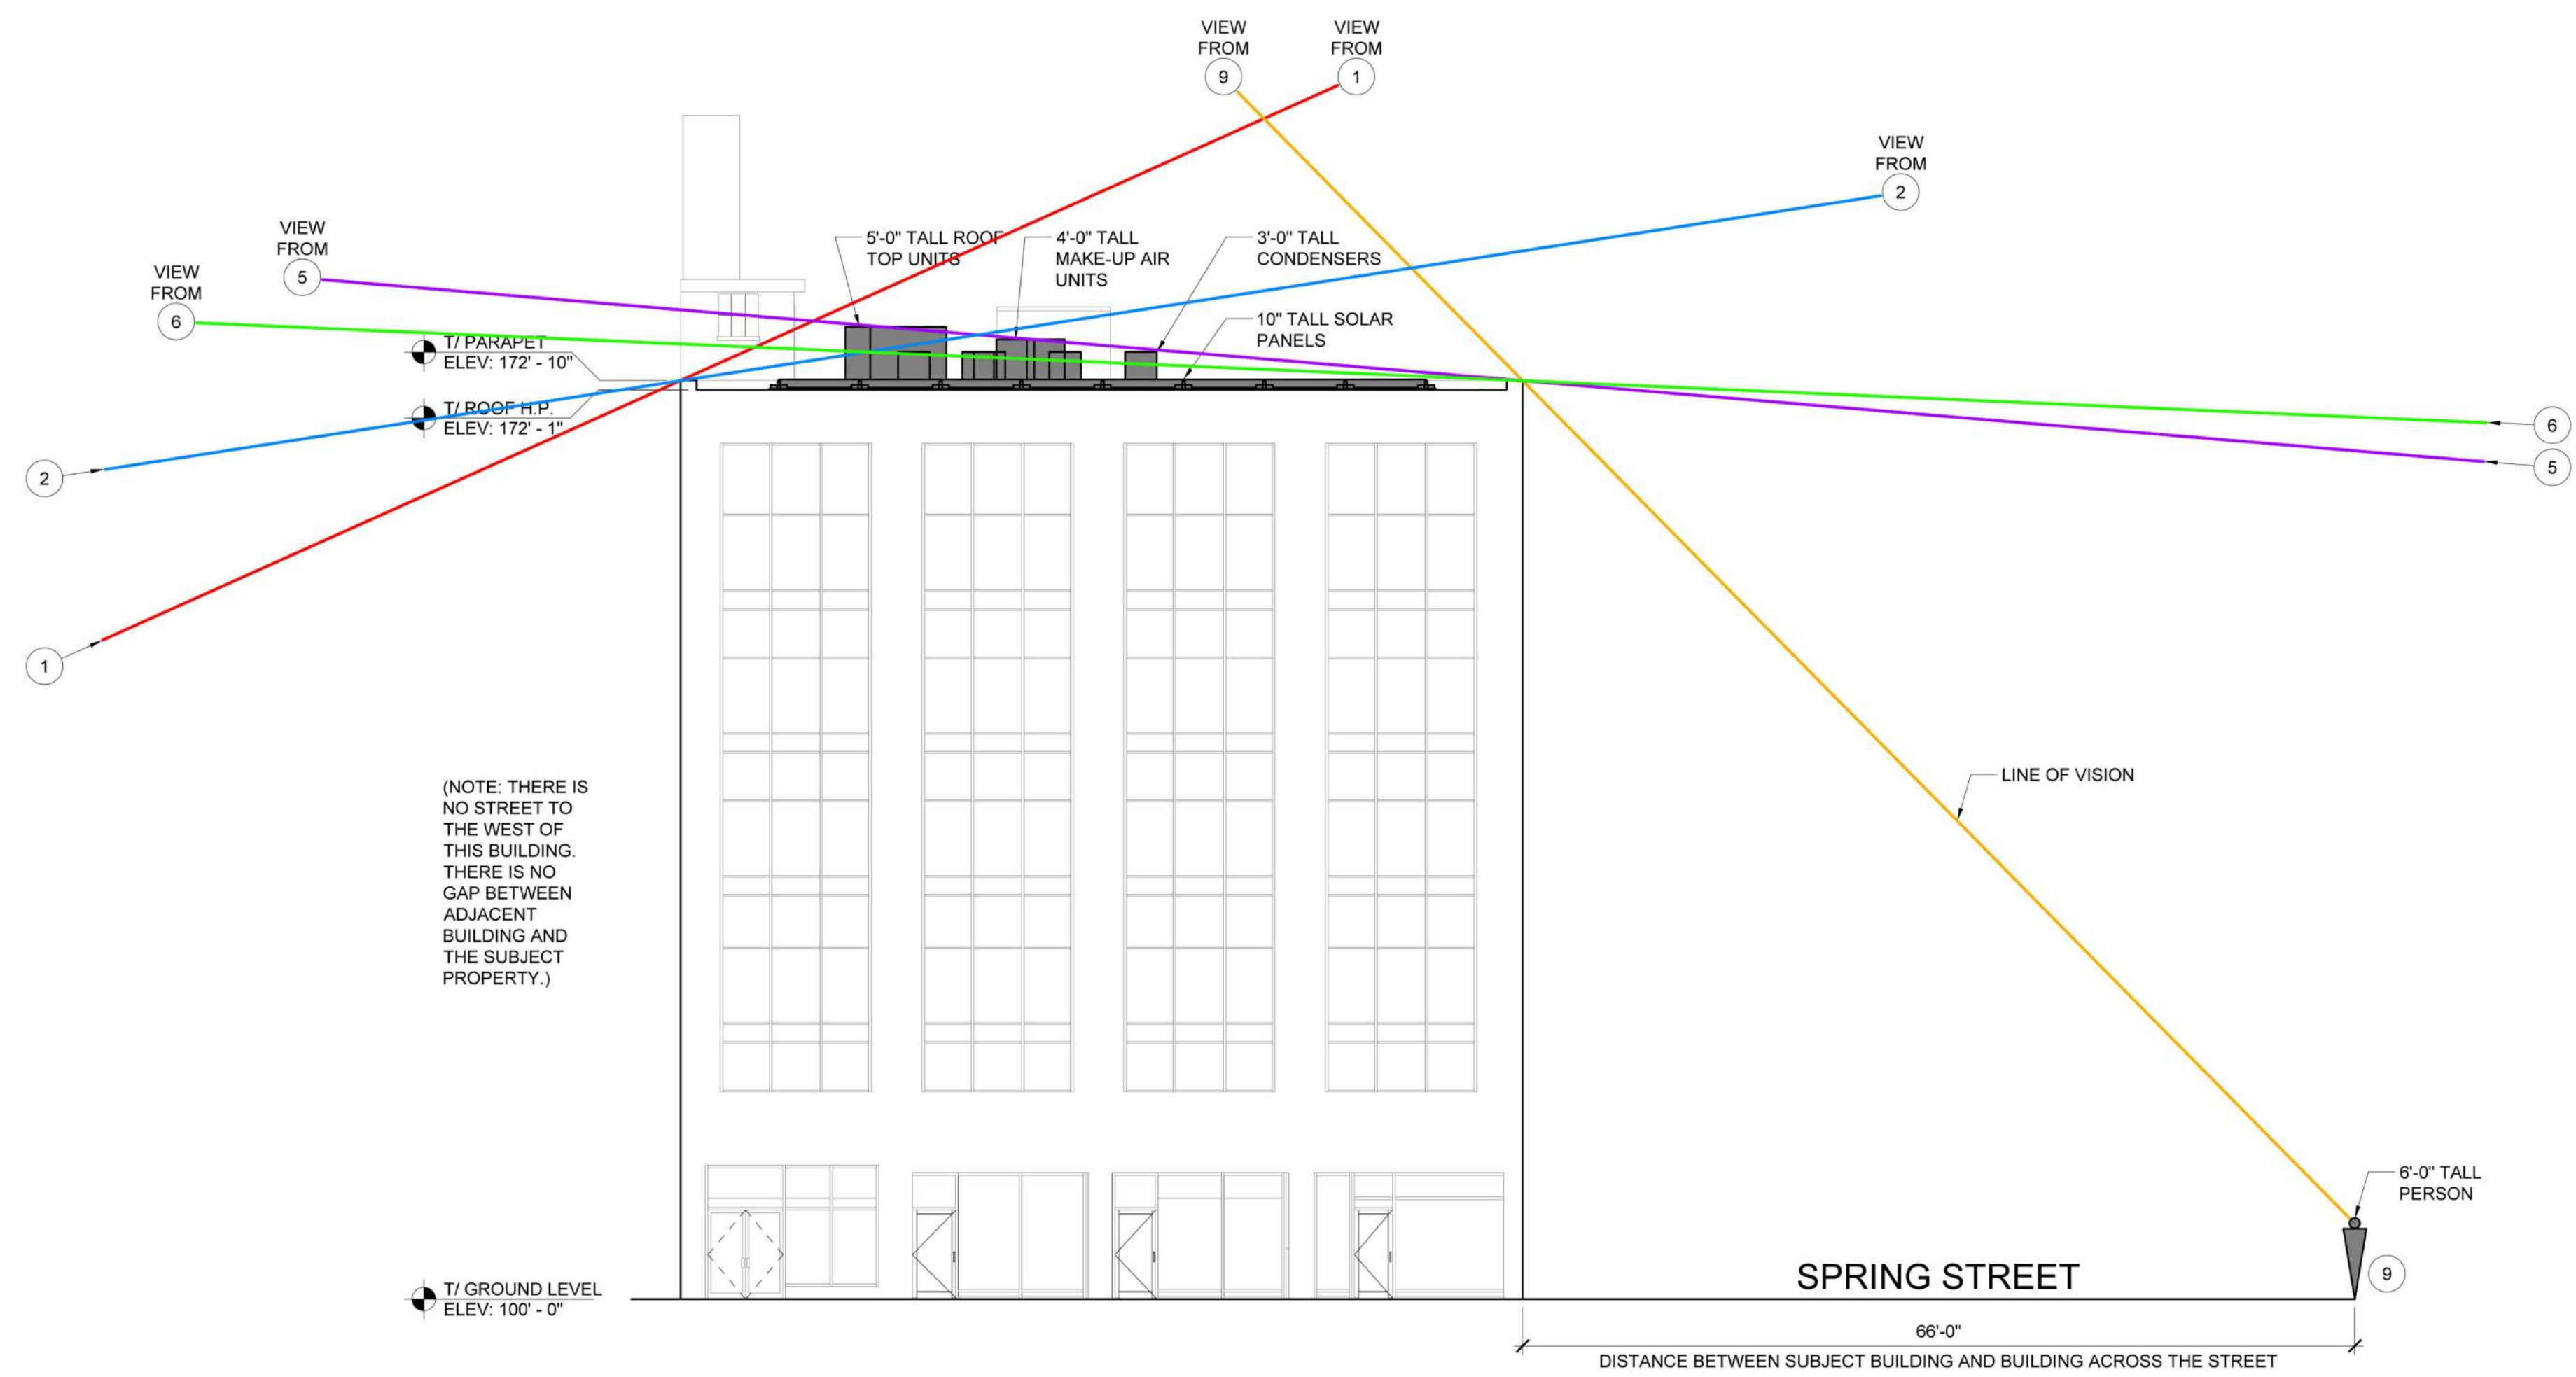 VIEW
FROM
9
VIEW
FROM
1
VIEW
FROM
2
VIEW
FROM
5
VIEW
FROM
6
5'-0" TALL ROOF
TOP UNITS
4'-0" TALL
MAKE-UP AIR
UNITS
3'-0" TALL
CONDENSERS
10" TALL SOLAR
PANELS
T/ PARAPET
ELEV: 172' - 10"
T/ ROOF H.P.
ELEV: 172' - 1"
2
1
6
5
(NOTE: THERE IS
NO STREET TO
THE WEST OF
THIS BUILDING.
THERE IS NO
GAP BETWEEN
ADJACENT
BUILDING AND
THE SUBJECT
PROPERTY.)
LINE OF VISION
6'-0" TALL
PERSON
9
SPRING STREET
T/ GROUND LEVEL
ELEV: 100' - 0"
66'-0"
DISTANCE BETWEEN SUBJECT BUILDING AND BUILDING ACROSS THE STREET